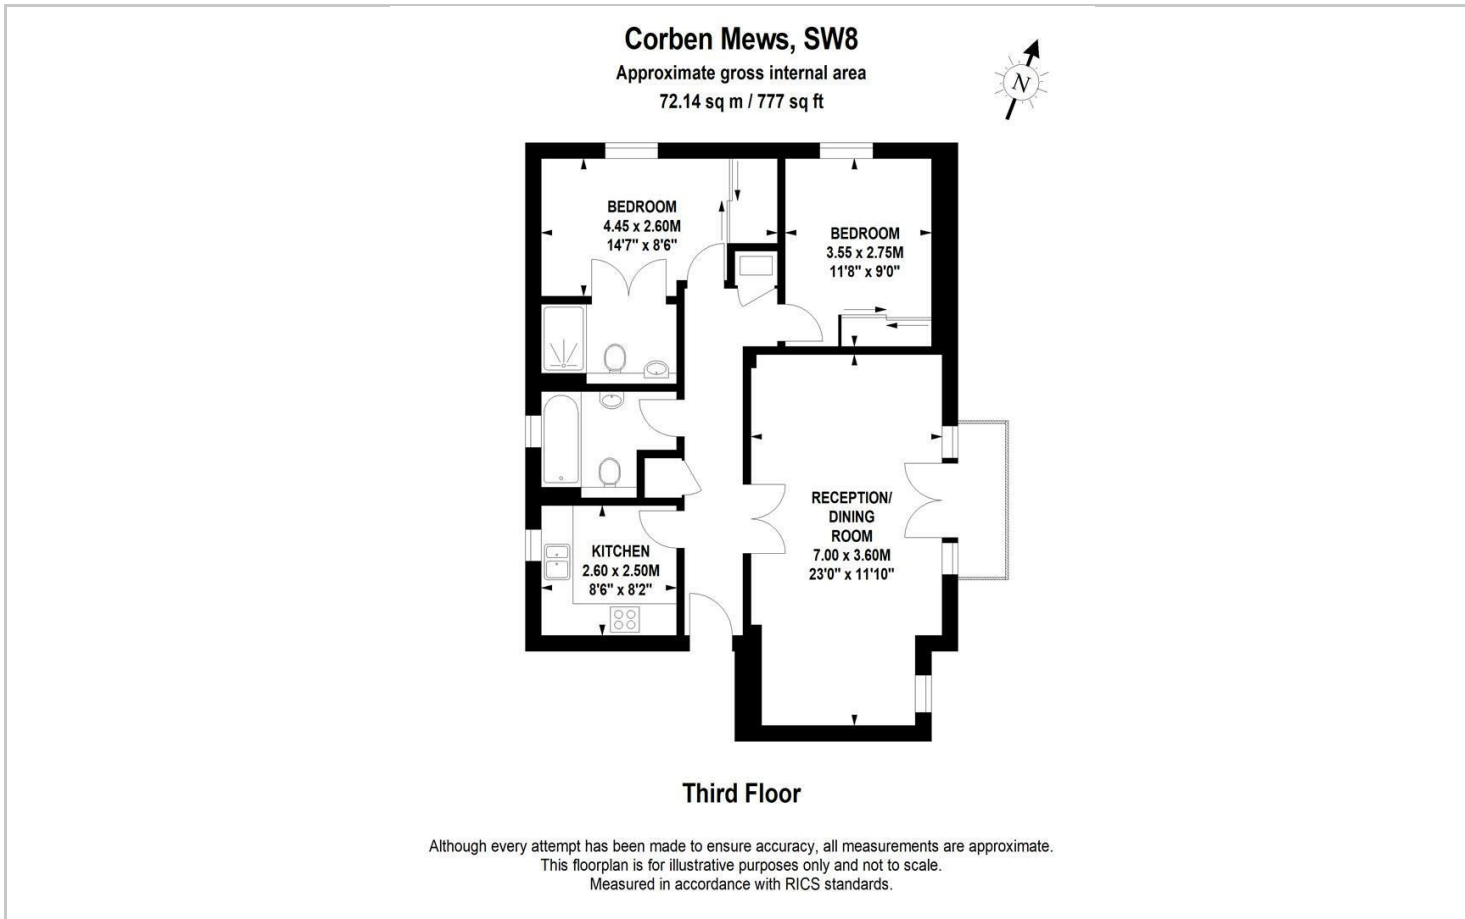 Corben Mews, SW8
Approximate gross internal area
72.14 sq m / 777 sq ft
N
BEDROOM
4.45 x 2.60M
14'7" x 8'6"
BEDROOM
3.55 x 2.75M
11'8" x 9'0"
RECEPTION/
DINING
ROOM
7.00 x 3.60M
23'0" x 11'10"
KITCHEN
2.60 x 2.50M
8'6" x 8'2"
Third Floor
Although every attempt has been made to ensure accuracy, all measurements are approximate.
This floorplan is for illustrative purposes only and not to scale.
Measured in accordance with RICS standards.